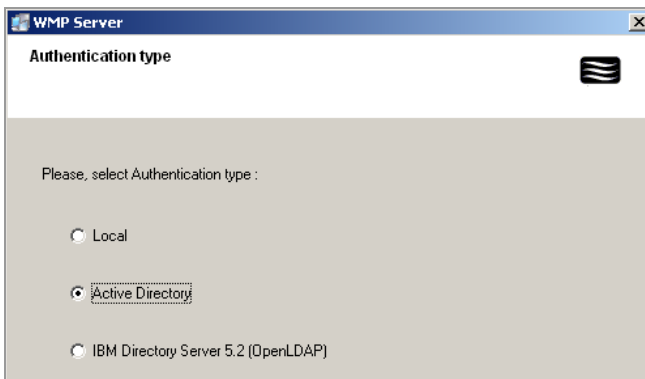 WMP Server
Authentication type
Please, select Authentication type :
Local
Active Directory
IBM Directory Server 5.2 (OpenLDAP)